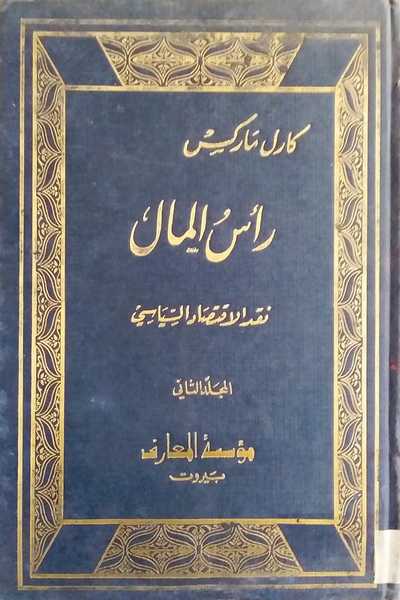 كارل ماركس
رأس المال
نقد الاقتصاد السياسي
المجلد الثاني
مؤسسة المعارف
بيروت